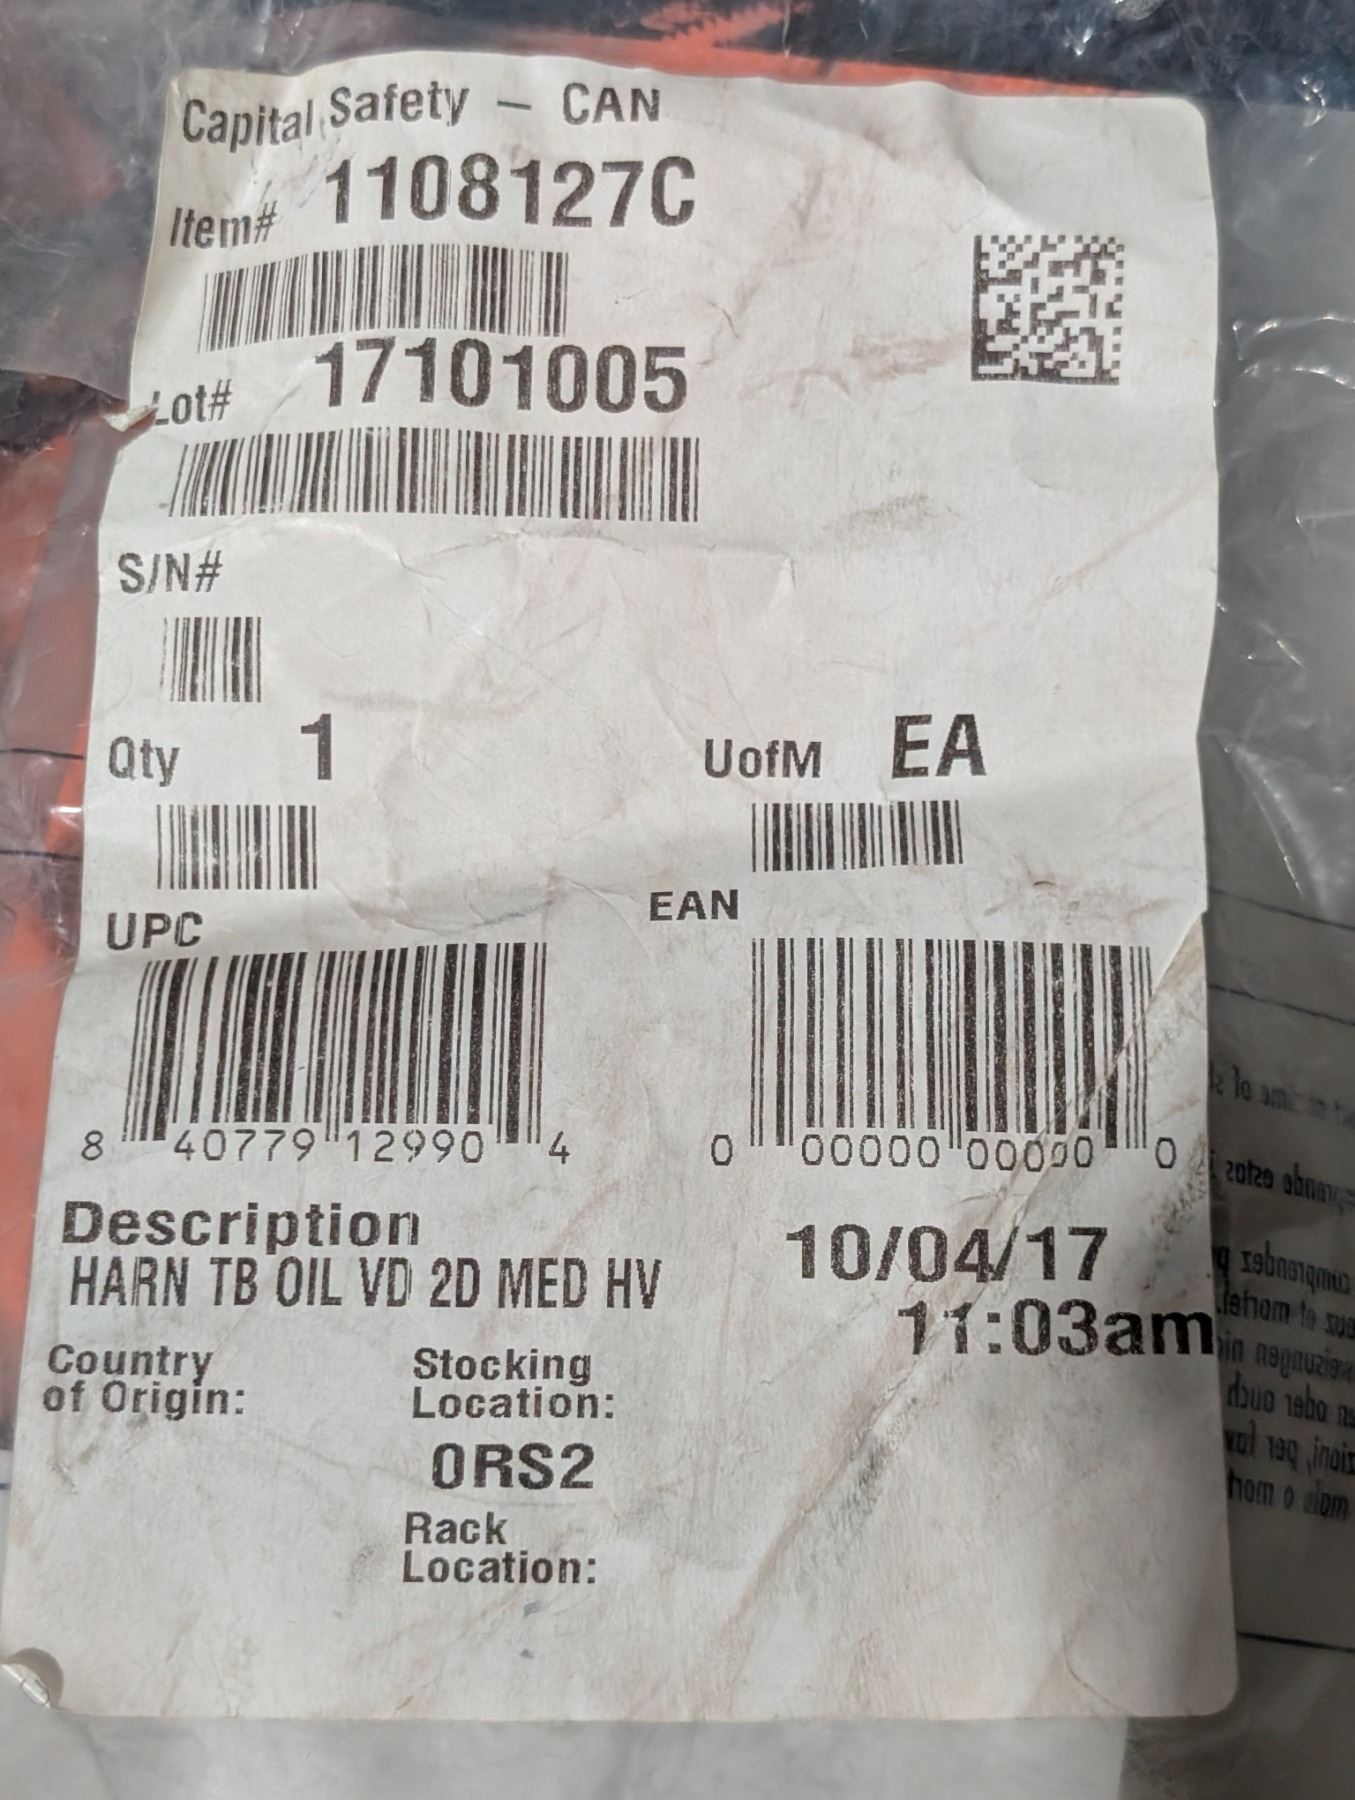 Capital Safety - CAN
Item# 1108127C
Lot# 17101005
S/N#
Qty 1 UofM EA
UPC EAN
8 40779 12990 4 0 00000 00000 0
Description
HARN TB OIL VD 2D MED HV
10/04/17
11:03am
Country
of Origin:
Stocking
Location:
0RS2
Rack
Location: